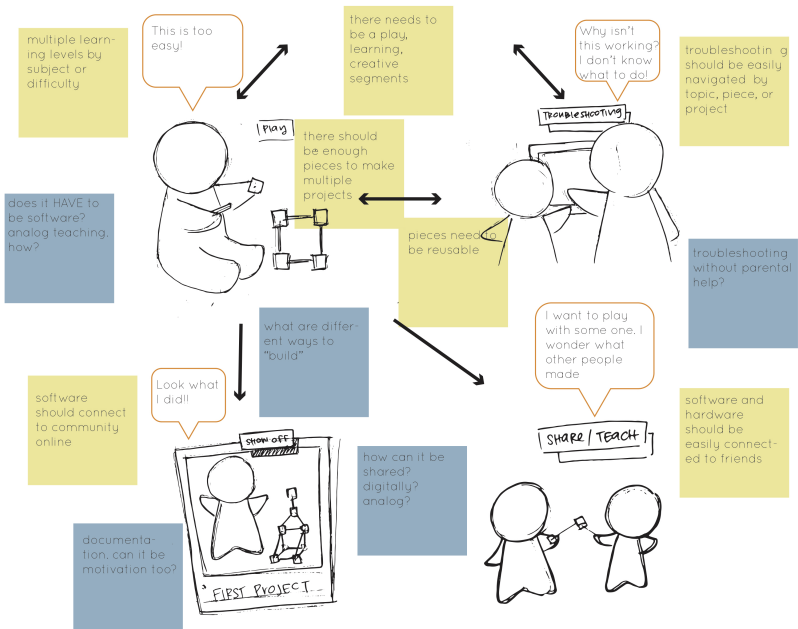 multiple learn-
ing levels by
subject or
difficulty
This is too
easy!
there needs to
be a play,
learning,
creative
segments
Why isn't
this working?
I don't know
what to do!
troubleshootin g
should be easily
navigated by
topic, piece, or
project
PlAy
there should
be enough
pieces to make
multiple
projects
TROUBLESHOOTING
does it HAVE to
be software?
analog teaching,
how?
pieces need to
be reusable
troubleshooting
without parental
help?
what are differ-
ent ways to
"build"
I want to play
with some one. I
wonder what
other people
made
software
should connect
to community
online
Look what
I did!!
software and
hardware
should be
easily connect-
ed to friends
SHOW OFF
SHARE / TEACH
how can it be
shared?
digitally?
analog?
documenta-
tion, can it be
motivation too?
FIRST PROJECT